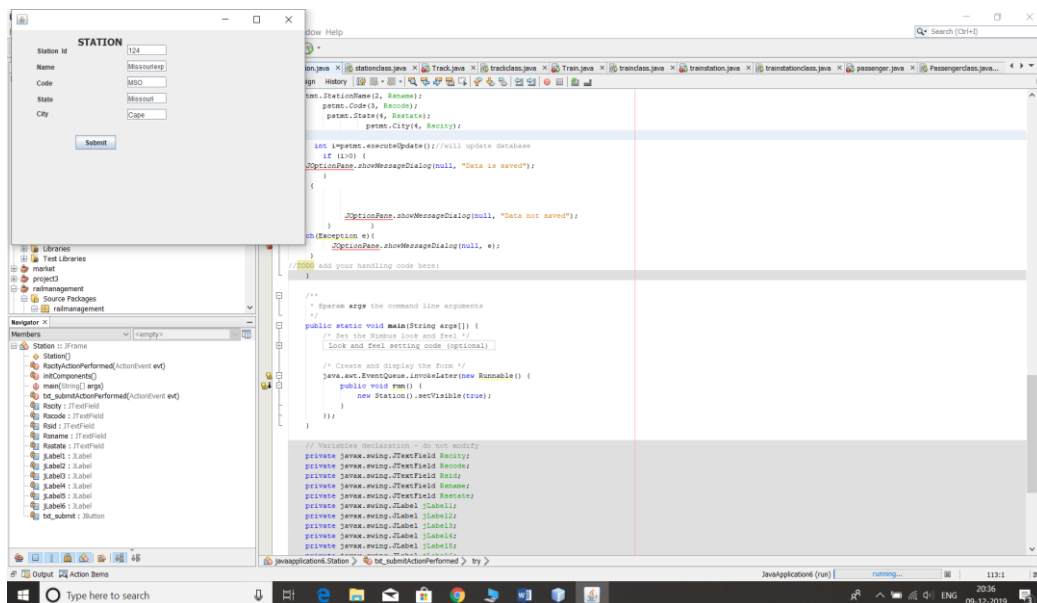 dow Help
Search (Ctrl+I)
STATION
Station Id 124
Name Missouriexp
Code MSO
State Missouri
City Cape
Submit
on.java × stationclass.java × Track.java × trackclass.java × Train.java × trainclass.java × trainstation.java × trainstationclass.java × passenger.java × Passengerclass.java...
ign History
tmt.StationName(2, Rsname);
pstmt.Code(3, Rscode);
pstmt.State(4, Rsstate);
pstmt.City(4, Rscity);
int i=pstmt.executeUpdate();//will update database
if (i>0) {
JOptionPane.showMessageDialog(null, "Data is saved");
}
{
JOptionPane.showMessageDialog(null, "Data not saved");
} }
ch(Exception e){
JOptionPane.showMessageDialog(null, e);
}
//TODO add your handling code here:
}
/**
* @param args the command line arguments
*/
public static void main(String args[]) {
/* Set the Nimbus look and feel */
Look and feel setting code (optional)
/* Create and display the form */
java.awt.EventQueue.invokeLater(new Runnable() {
public void run() {
new Station().setVisible(true);
}
});
}
// Variables declaration - do not modify
private javax.swing.JTextField Rscity;
private javax.swing.JTextField Rscode;
private javax.swing.JTextField Rsid;
private javax.swing.JTextField Rsname;
private javax.swing.JTextField Rsstate;
private javax.swing.JLabel jLabel1;
private javax.swing.JLabel jLabel2;
private javax.swing.JLabel jLabel3;
private javax.swing.JLabel jLabel4;
private javax.swing.JLabel jLabel5;
Libraries
Test Libraries
market
project3
railmanagement
Source Packages
railmanagement
Navigator ×
Members <empty>
Station :: JFrame
Station()
RscityActionPerformed(ActionEvent evt)
initComponents()
main(String[] args)
txt_submitActionPerformed(ActionEvent evt)
Rscity : JTextField
Rscode : JTextField
Rsid : JTextField
Rsname : JTextField
Rsstate : JTextField
jLabel1 : JLabel
jLabel2 : JLabel
jLabel3 : JLabel
jLabel4 : JLabel
jLabel5 : JLabel
jLabel6 : JLabel
txt_submit : JButton
javaapplication6.Station > txt_submitActionPerformed > try >
Output Action Items
JavaApplication6 (run) running... 113:1
Type here to search
ENG
20:36
09-12-2019